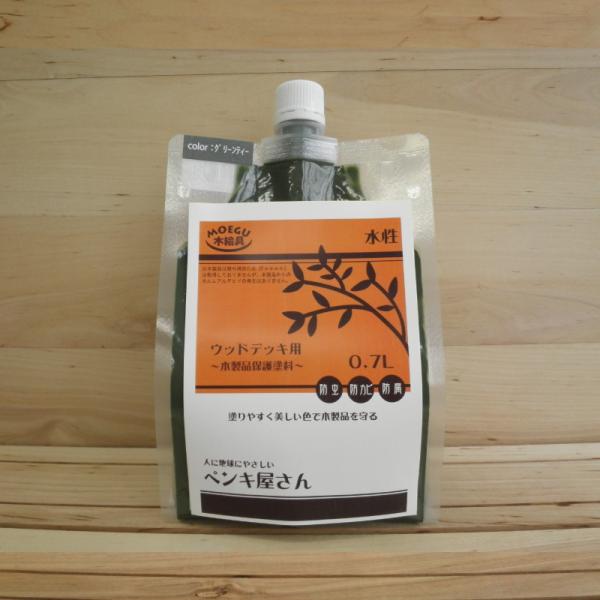 color：グリーンティー
MOEGU
木絵具
水性
ウッドデッキ用
～木製品保護塗料～
0.7L
防虫 防カビ 防腐
塗りやすく美しい色で木製品を守る
人に地球にやさしい
ペンキ屋さん